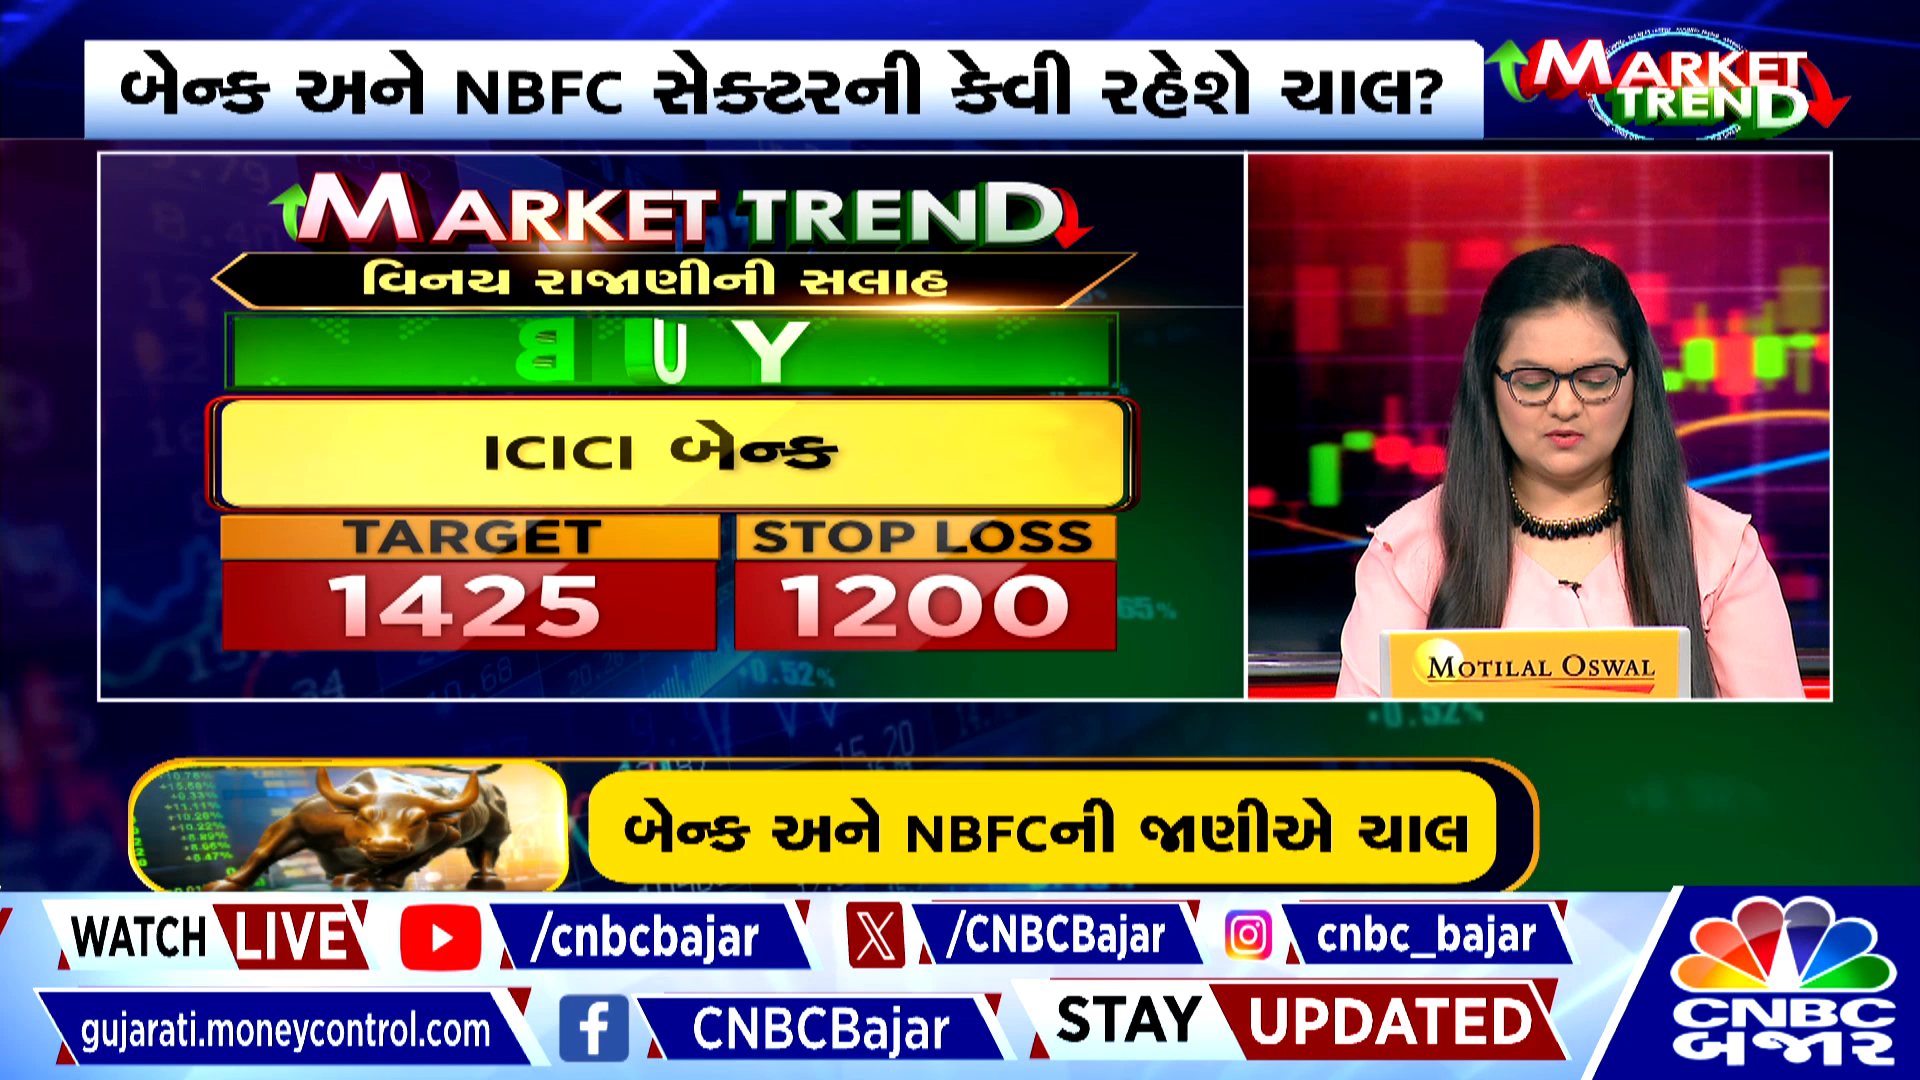 બેન્ક અને NBFC સેક્ટરની કેવી રહેશે ચાલ?
MARKET
TREND
MARKET TREND
વિનય રાજાણીની સલાહ
BUY
ICICI બેન્ક
TARGET
STOP LOSS
1425
1200
MOTILAL OSWAL
બેન્ક અને NBFCની જાણીએ ચાલ
WATCH LIVE
/cnbcbajar
/CNBCBajar
cnbc_bajar
gujarati.moneycontrol.com
CNBCBajar
STAY UPDATED
CNBC
બજાર